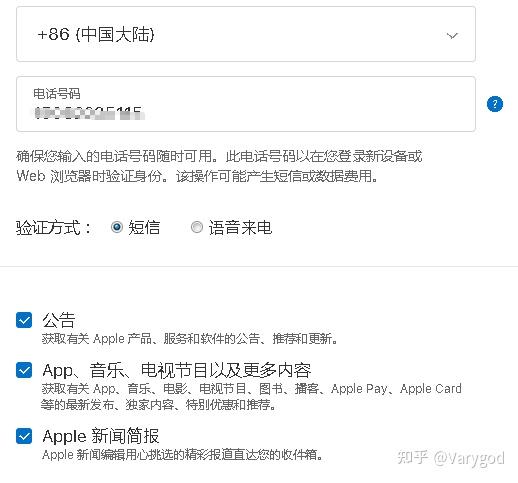 +86 (中国大陆)
电话号码
?
确保您输入的电话号码随时可用。此电话号码以在您登录新设备或
Web 浏览器时验证身份。该操作可能产生短信或数据费用。
验证方式： 短信 语音来电
公告
获取有关 Apple 产品、服务和软件的公告、推荐和更新。
App、音乐、电视节目以及更多内容
获取有关 App、音乐、电影、电视节目、图书、播客、Apple Pay、Apple Card
等的最新发布、独家内容、特别优惠和推荐。
Apple 新闻简报
Apple 新闻编辑用心挑选的精彩报道直达您的收件箱。
知乎 @Varygod